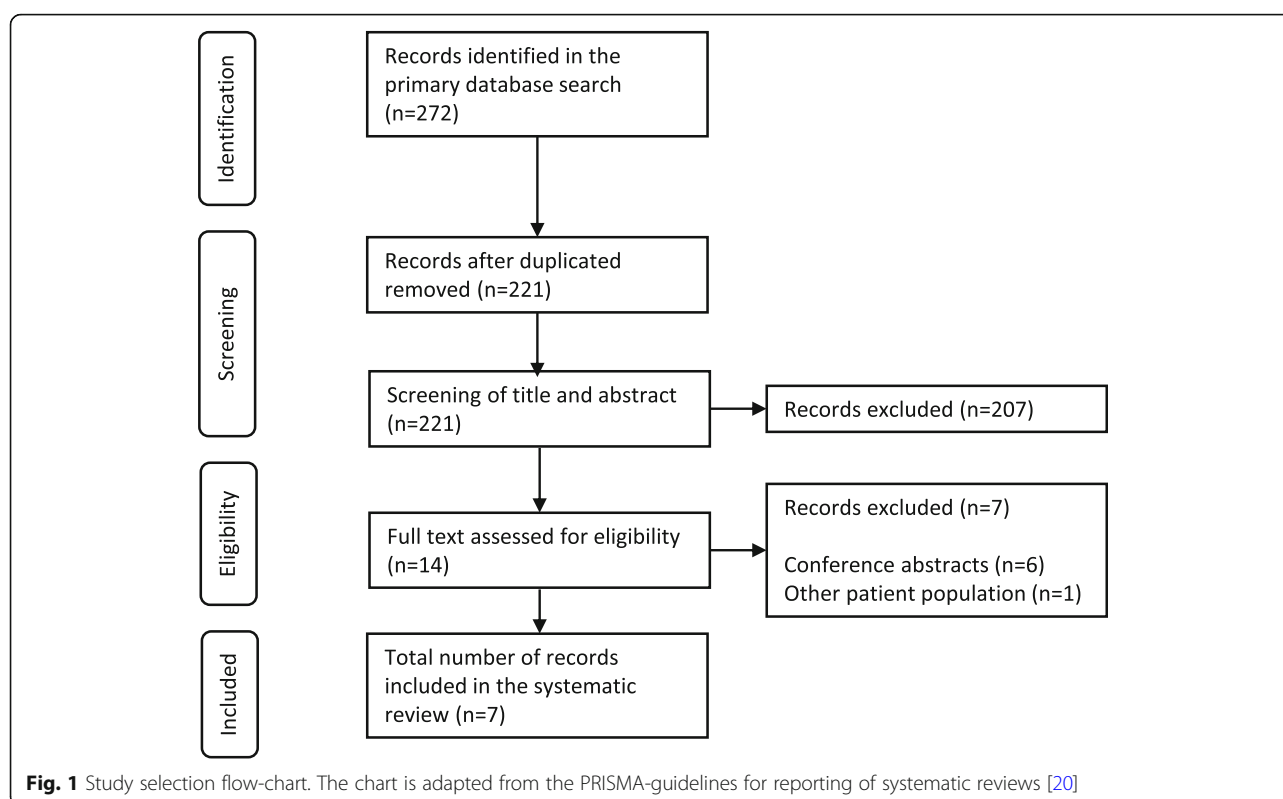 Identification
Records identified in the
primary database search
(n=272)
Screening
Records after duplicated
removed (n=221)
Screening of title and abstract
(n=221)
Records excluded (n=207)
Eligibility
Full text assessed for eligibility
(n=14)
Records excluded (n=7)
Conference abstracts (n=6)
Other patient population (n=1)
Included
Total number of records
included in the systematic
review (n=7)
Fig. 1 Study selection flow-chart. The chart is adapted from the PRISMA-guidelines for reporting of systematic reviews [20]